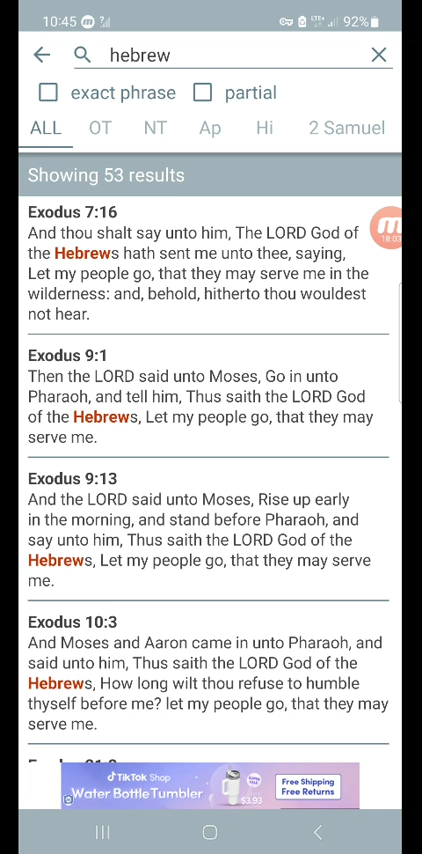 10:45
LTE+ 92%
hebrew
exact phrase partial
ALL OT NT Ap Hi 2 Samuel
Showing 53 results
18:03
Exodus 7:16
And thou shalt say unto him, The LORD God of
the Hebrews hath sent me unto thee, saying,
Let my people go, that they may serve me in the
wilderness: and, behold, hitherto thou wouldest
not hear.
Exodus 9:1
Then the LORD said unto Moses, Go in unto
Pharaoh, and tell him, Thus saith the LORD God
of the Hebrews, Let my people go, that they may
serve me.
Exodus 9:13
And the LORD said unto Moses, Rise up early
in the morning, and stand before Pharaoh, and
say unto him, Thus saith the LORD God of the
Hebrews, Let my people go, that they may serve
me.
Exodus 10:3
And Moses and Aaron came in unto Pharaoh, and
said unto him, Thus saith the LORD God of the
Hebrews, How long wilt thou refuse to humble
thyself before me? let my people go, that they may
serve me.
TikTok Shop
Water Bottle Tumbler
$3.93
Free Shipping
Free Returns